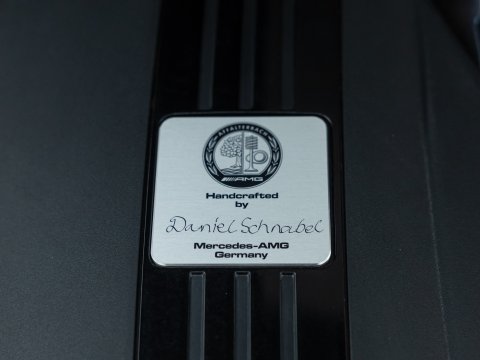 AFFALTERBACH
AMG
Handcrafted
by
Daniel Schnabel
Mercedes-AMG
Germany